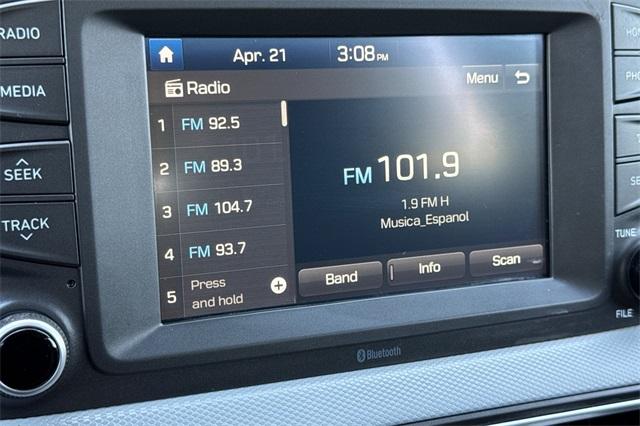 RADIO
MEDIA
SEEK
TRACK
Apr. 21 3:08 PM
Radio
Menu
1 FM 92.5
2 FM 89.3
3 FM 104.7
4 FM 93.7
5 Press
and hold
FM 101.9
1.9 FM H
Musica_Espanol
Band
Info
Scan
Bluetooth
TUNE
FILE